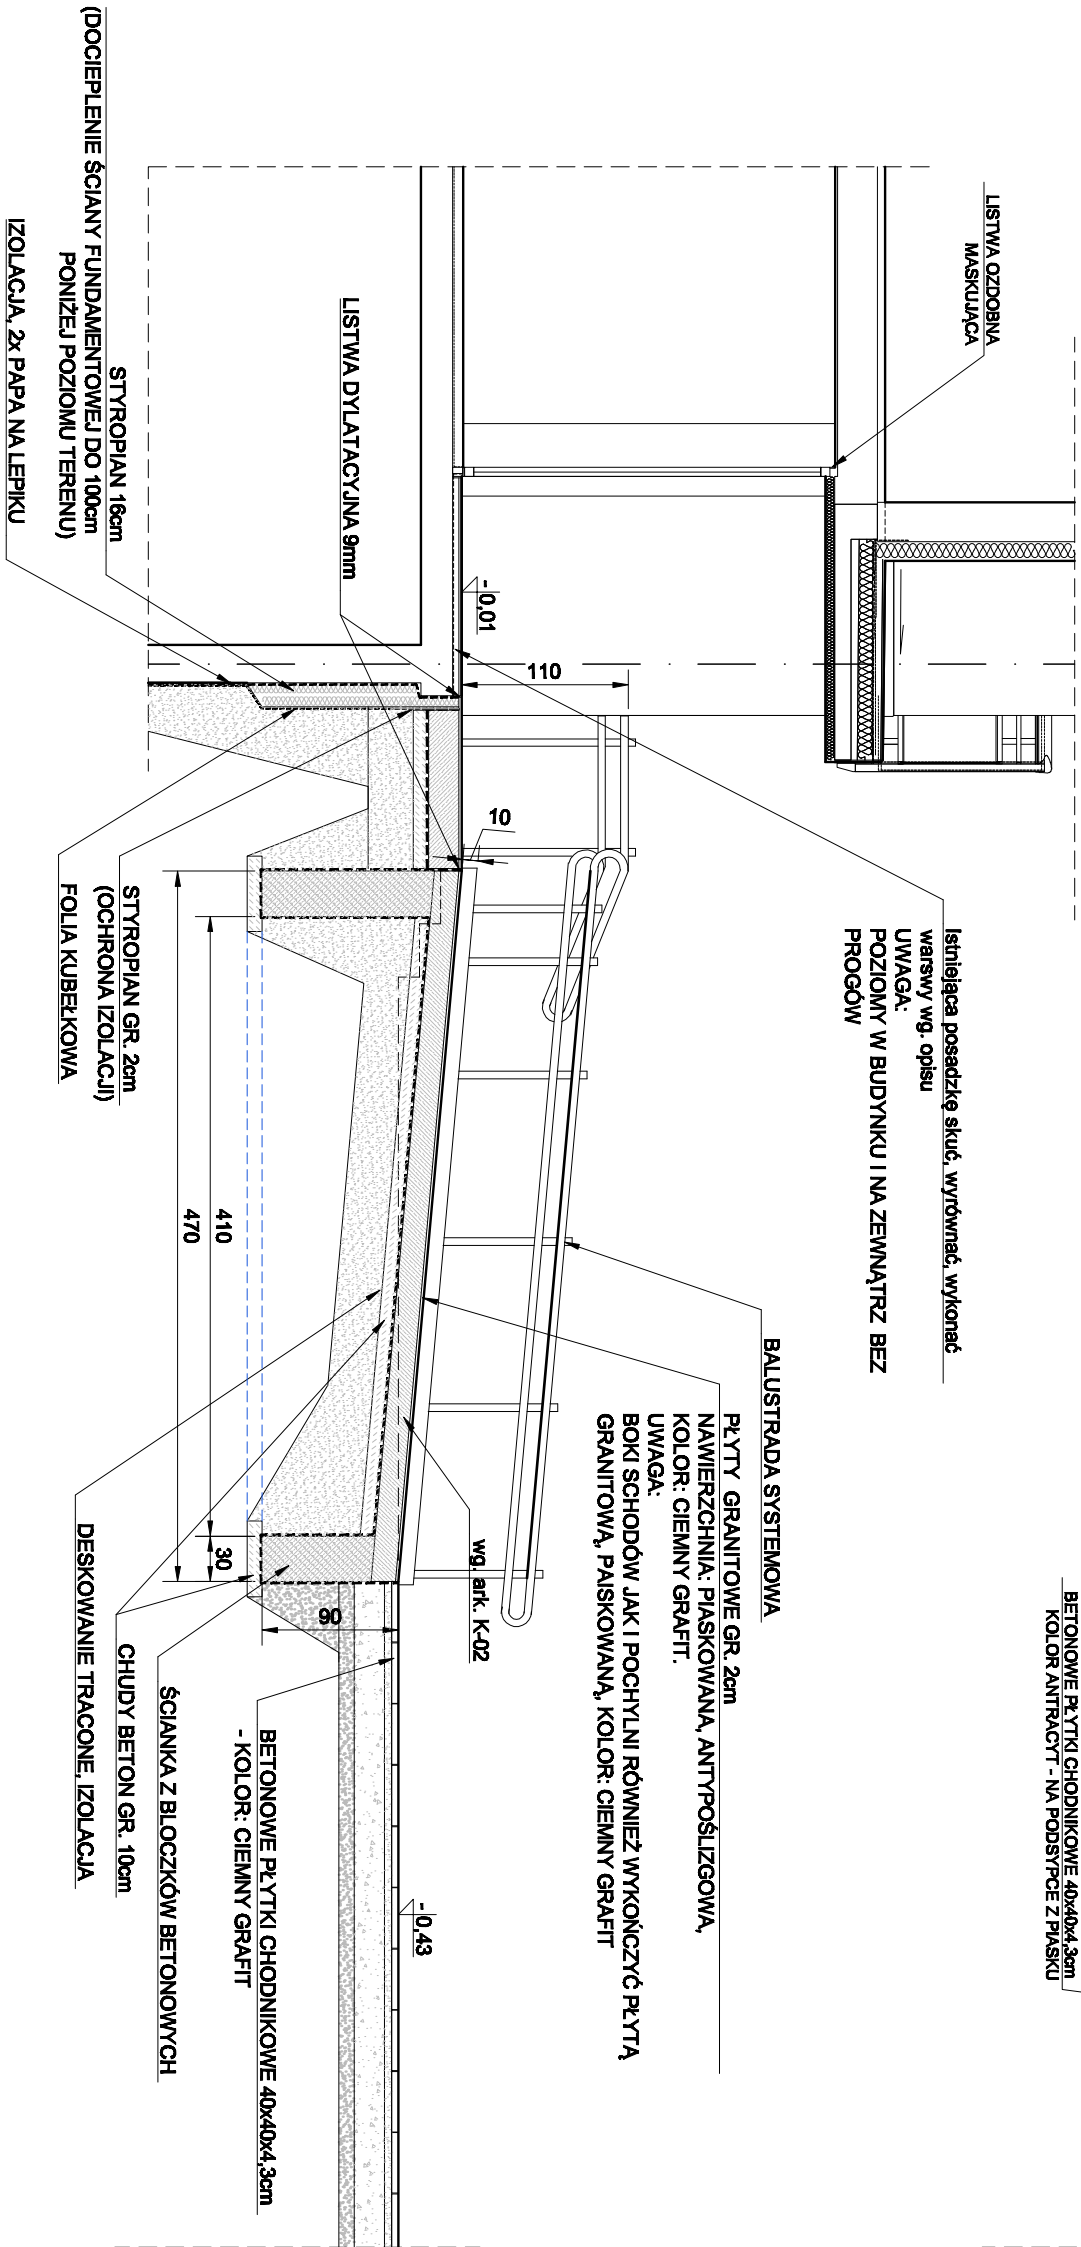 LISTWA OZDOBNA
MASKUJĄCA
BETONOWE PŁYTKI CHODNIKOWE 40x40x4,3cm
KOLOR ANTRACYT - NA PODSYPCE Z PIASKU
Istniejąca posadzkę skuć, wyrównać, wykonać
warswy wg. opisu
UWAGA:
POZIOMY W BUDYNKU I NA ZEWNĄTRZ BEZ
PROGÓW
BALUSTRADA SYSTEMOWA
PŁYTY GRANITOWE GR. 2cm
NAWIERZCHNIA: PIASKOWANA, ANTYPOŚLIZGOWA,
KOLOR: CIEMNY GRAFIT.
UWAGA:
BOKI SCHODÓW JAK I POCHYLNI RÓWNIEŻ WYKOŃCZYĆ PŁYTĄ
GRANITOWĄ, PAISKOWANĄ, KOLOR: CIEMNY GRAFIT
110
10
- 0,01
wg. ark. K-02
- 0,43
LISTWA DYLATACYJNA 9mm
90
30
410
470
STYROPIAN 16cm
(DOCIEPLENIE ŚCIANY FUNDAMENTOWEJ DO 100cm
PONIŻEJ POZIOMU TERENU)
IZOLACJA, 2x PAPA NA LEPIKU
STYROPIAN GR. 2cm
(OCHRONA IZOLACJI)
FOLIA KUBEŁKOWA
BETONOWE PŁYTKI CHODNIKOWE 40x40x4,3cm
- KOLOR: CIEMNY GRAFIT
ŚCIANKA Z BLOCZKÓW BETONOWYCH
CHUDY BETON GR. 10cm
DESKOWANIE TRACONE, IZOLACJA